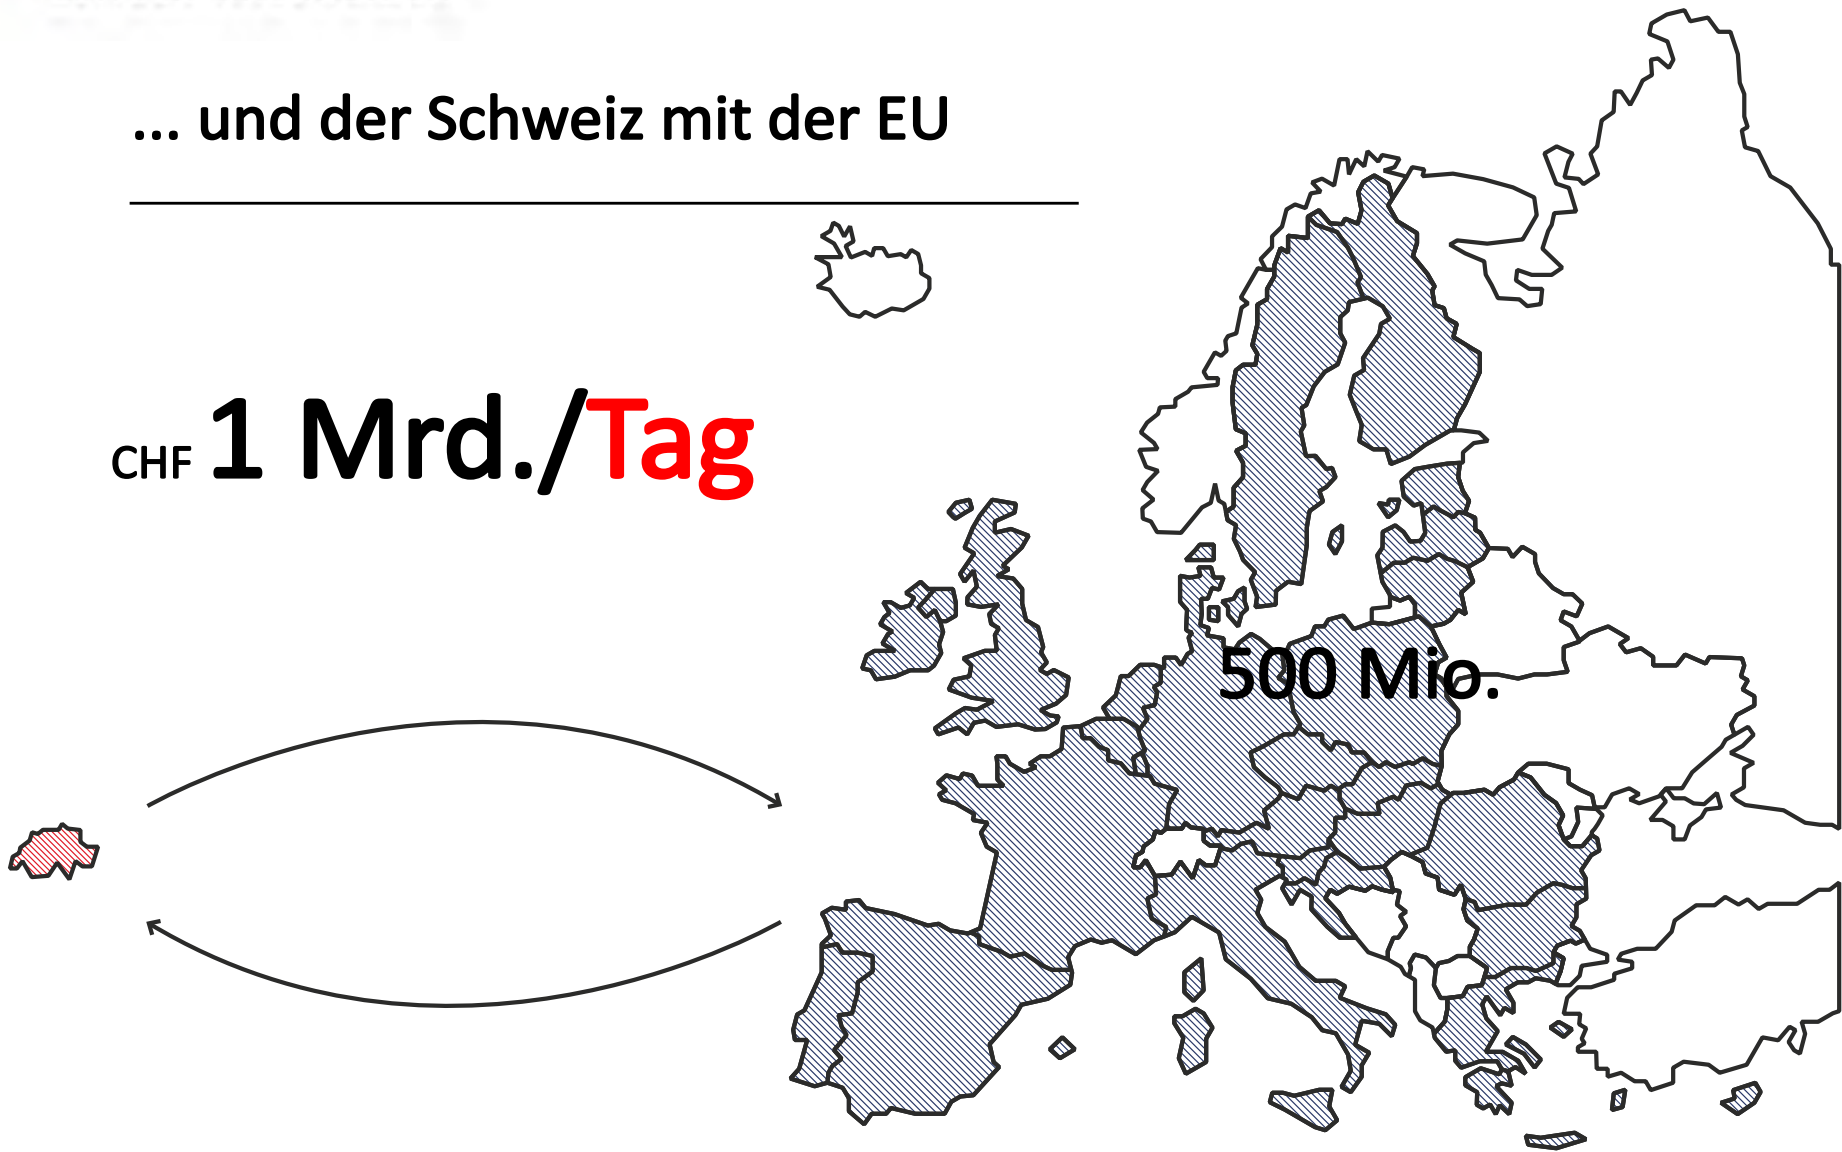 ... und der Schweiz mit der EU
CHF 1 Mrd./Tag
500 Mio.